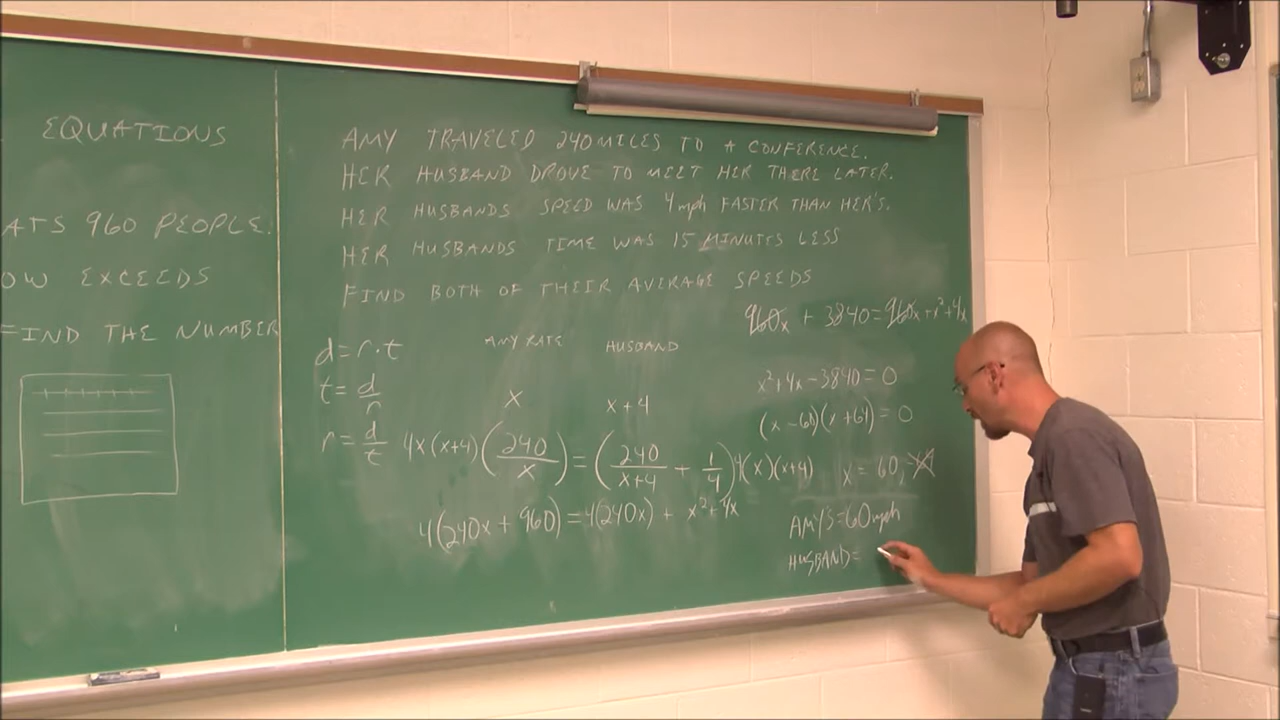 EQUATIONS
ATS 960 PEOPLE.
OW EXCEEDS
FIND THE NUMBER
AMY TRAVELED 240 MILES TO A CONFERENCE.
HER HUSBAND DROVE TO MEET HER THERE LATER.
HER HUSBANDS SPEED WAS 4mph FASTER THAN HER'S.
HER HUSBANDS TIME WAS 15 MINUTES LESS
FIND BOTH OF THEIR AVERAGE SPEEDS
d = r·t
t = d/r
r = d/t
AMY RATE HUSBAND
x x+4
4x(x+4)(240/x) = (240/(x+4) + 1/4)4(x)(x+4)
4(240x + 960) = 4(240x) + x²+4x
960x + 3840 = 960x + x² + 4x
x²+4x-3840 = 0
(x-60)(x+64) = 0
x = 60, -64
AMY'S = 60mph
HUSBAND =